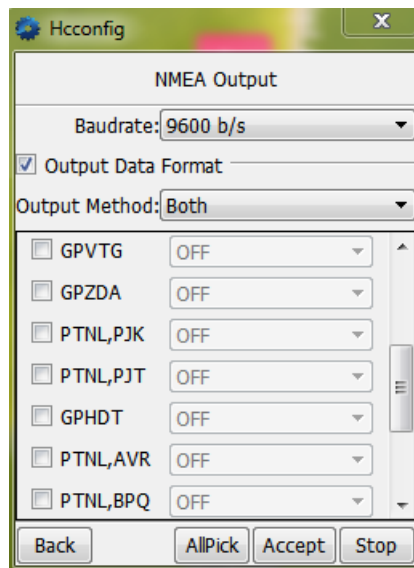 Hcconfig
NMEA Output
Baudrate: 9600 b/s
Output Data Format
Output Method: Both
GPVTG OFF
GPZDA OFF
PTNL,PJK OFF
PTNL,PJT OFF
GPHDT OFF
PTNL,AVR OFF
PTNL,BPQ OFF
Back AllPick Accept Stop